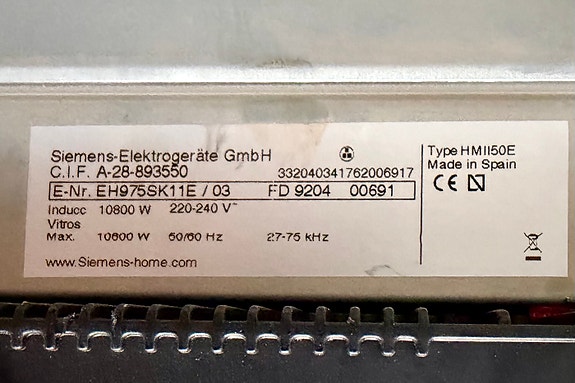 Siemens-Elektrogeräte GmbH
C.I.F. A-28-893550 332040341762006917
E-Nr. EH975SK11E / 03 FD 9204 00691
Inducc 10800 W 220-240 V~
Vitros
Max. 10800 W 50/60 Hz 27-75 kHz
www.Siemens-home.com
Type HMII50E
Made in Spain
CE N